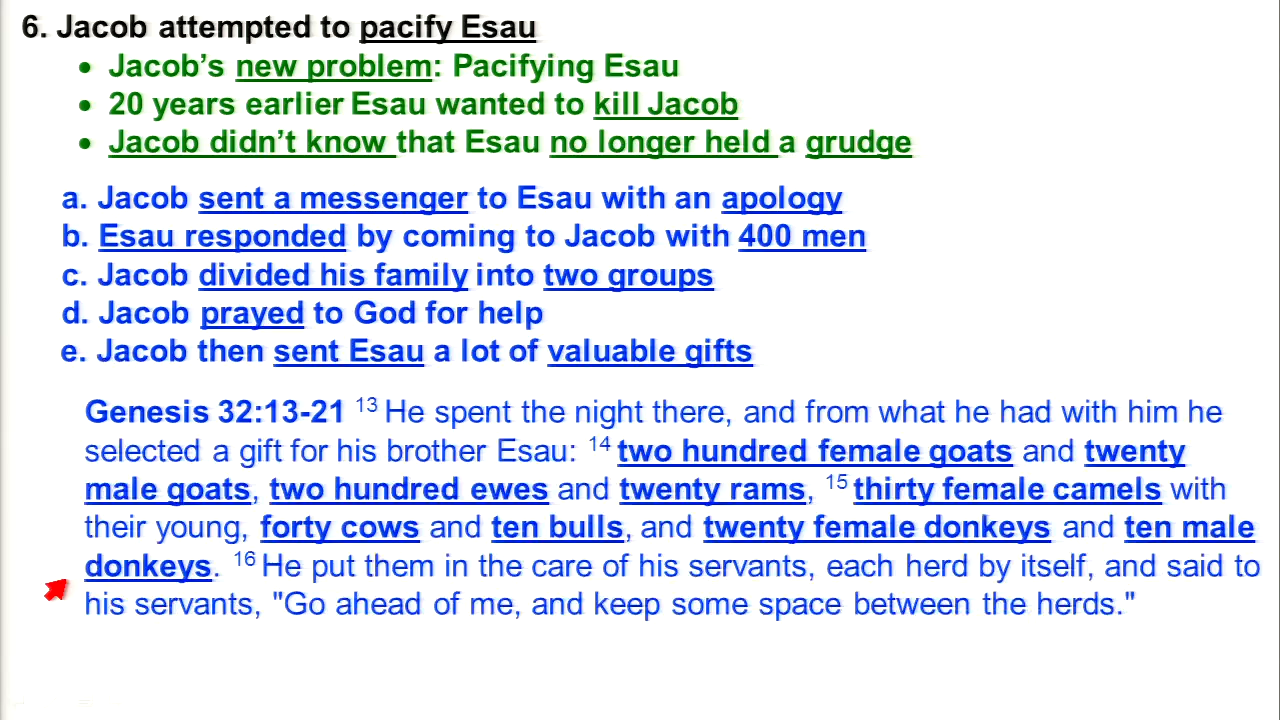 6. Jacob attempted to pacify Esau
• Jacob’s new problem: Pacifying Esau
• 20 years earlier Esau wanted to kill Jacob
• Jacob didn’t know that Esau no longer held a grudge
a. Jacob sent a messenger to Esau with an apology
b. Esau responded by coming to Jacob with 400 men
c. Jacob divided his family into two groups
d. Jacob prayed to God for help
e. Jacob then sent Esau a lot of valuable gifts
Genesis 32:13-21 13 He spent the night there, and from what he had with him he
selected a gift for his brother Esau: 14 two hundred female goats and twenty
male goats, two hundred ewes and twenty rams, 15 thirty female camels with
their young, forty cows and ten bulls, and twenty female donkeys and ten male
donkeys. 16 He put them in the care of his servants, each herd by itself, and said to
his servants, "Go ahead of me, and keep some space between the herds."